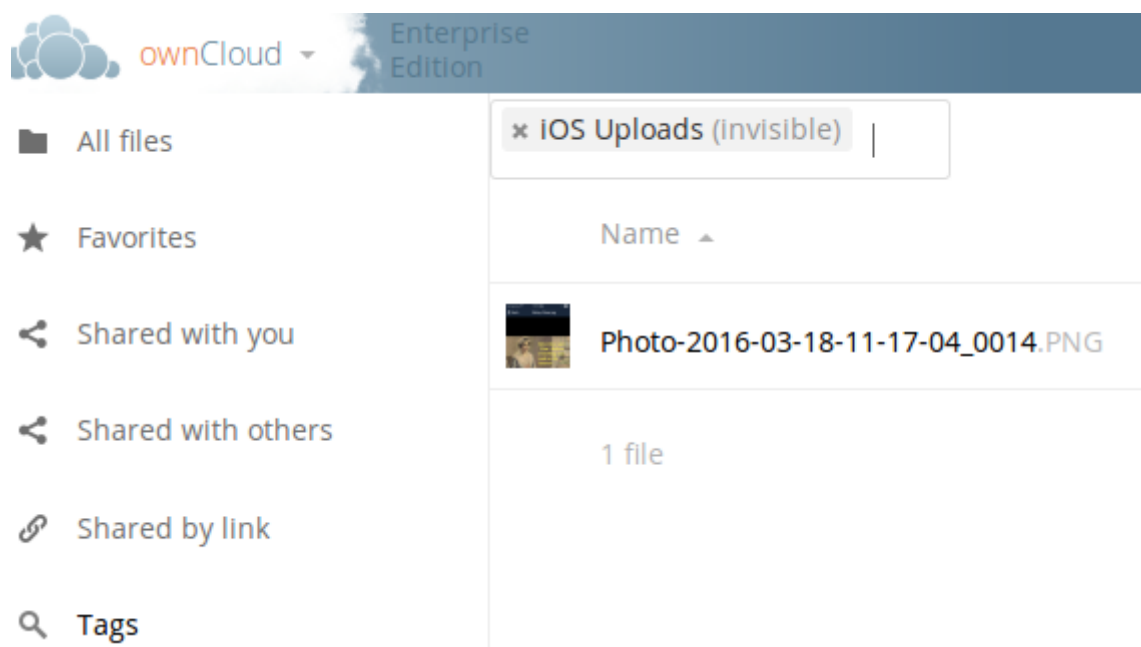 ownCloud
Enterprise
Edition
All files
Favorites
Shared with you
Shared with others
Shared by link
Tags
× iOS Uploads (invisible)
Name
Photo-2016-03-18-11-17-04_0014.PNG
1 file